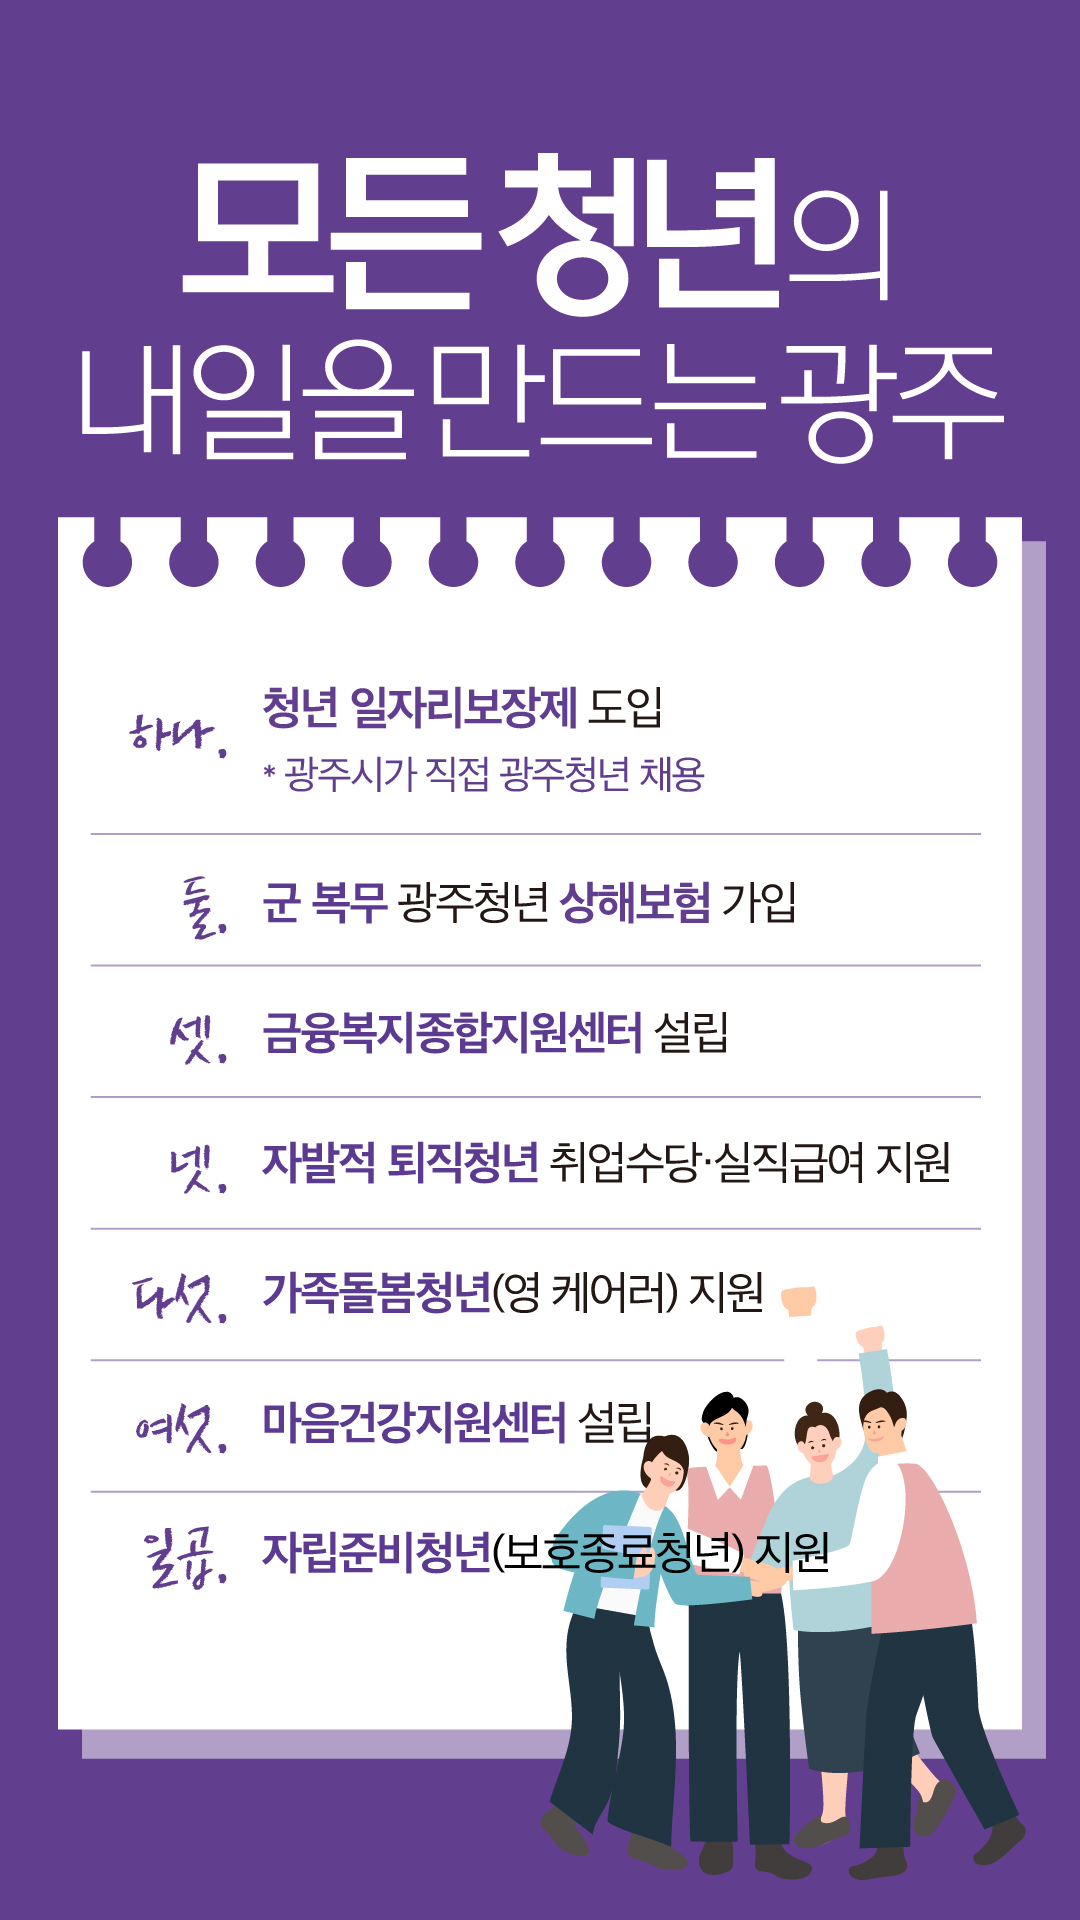 모든 청년의
내일을 만드는 광주
하나. 청년 일자리보장제 도입
* 광주시가 직접 광주청년 채용
둘. 군 복무 광주청년 상해보험 가입
셋. 금융복지종합지원센터 설립
넷. 자발적 퇴직청년 취업수당·실직급여 지원
다섯. 가족돌봄청년(영 케어러) 지원
여섯. 마음건강지원센터 설립
일곱. 자립준비청년(보호종료청년) 지원